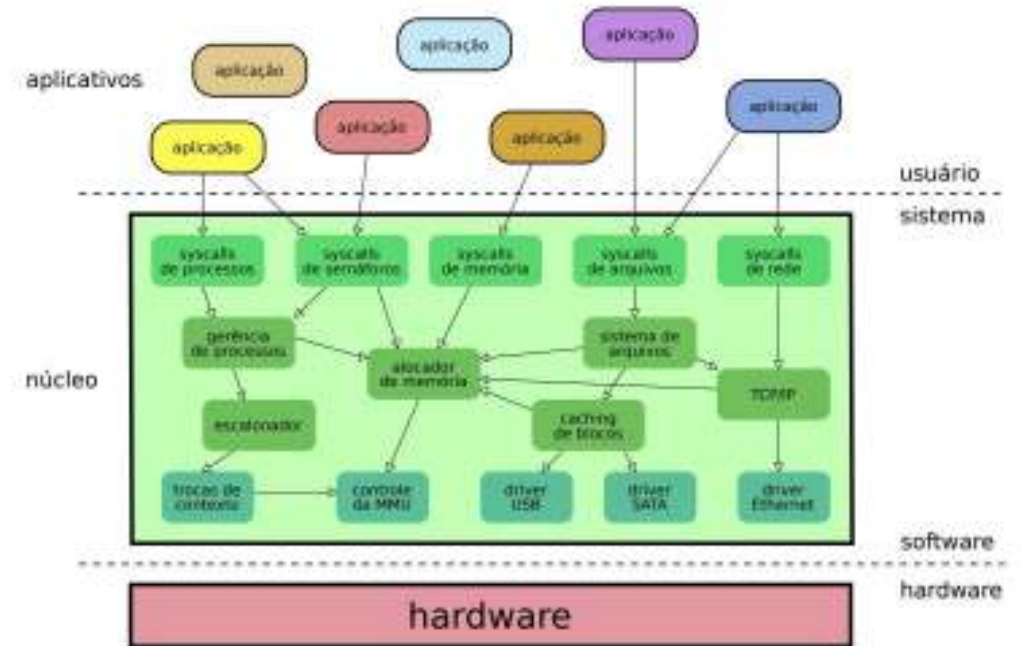 aplicação
aplicação
aplicação
aplicativos
aplicação
aplicação
aplicação
aplicação
usuário
sistema
syscalls
de processos
syscalls
de semáforos
syscalls
de memória
syscalls
de arquivos
syscalls
de rede
gerência
de processos
sistema de
arquivos
alocador
de memória
núcleo
TCP/IP
escalonador
caching
de blocos
trocas de
contexto
controle
da MMU
driver
USB
driver
SATA
driver
Ethernet
software
hardware
hardware